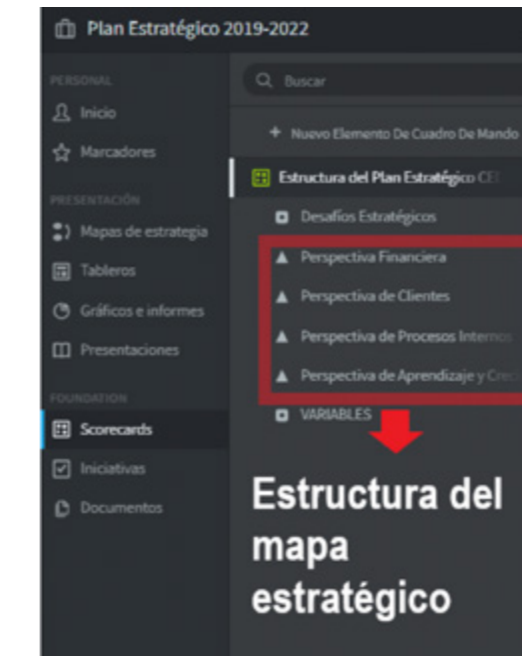 Plan Estratégico 2019-2022
PERSONAL
Inicio
Marcadores
PRESENTACIÓN
Mapas de estrategia
Tableros
Gráficos e informes
Presentaciones
FOUNDATION
Scorecards
Iniciativas
Documentos
Buscar
+ Nuevo Elemento De Cuadro De Mando
Estructura del Plan Estratégico
Desafíos Estratégicos
Perspectiva Financiera
Perspectiva de Clientes
Perspectiva de Procesos Internos
Perspectiva de Aprendizaje y
VARIABLES
Estructura del
mapa
estratégico